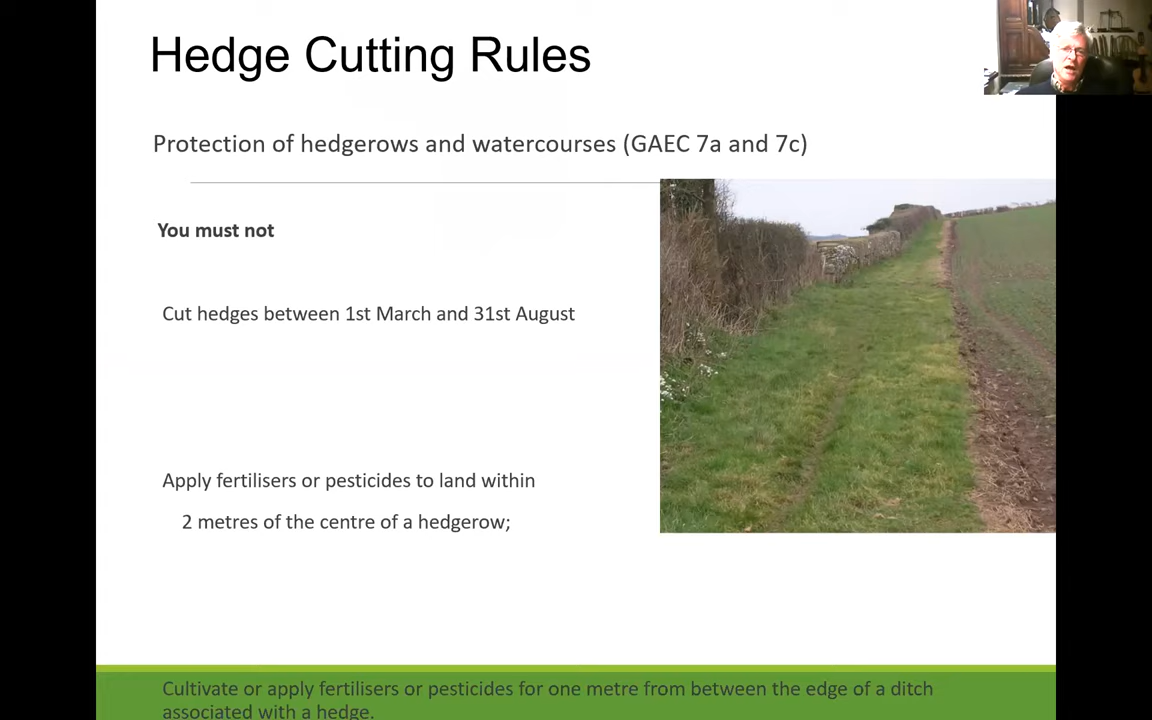 Hedge Cutting Rules
Protection of hedgerows and watercourses (GAEC 7a and 7c)
You must not
Cut hedges between 1st March and 31st August
Apply fertilisers or pesticides to land within
2 metres of the centre of a hedgerow;
Cultivate or apply fertilisers or pesticides for one metre from between the edge of a ditch
associated with a hedge.